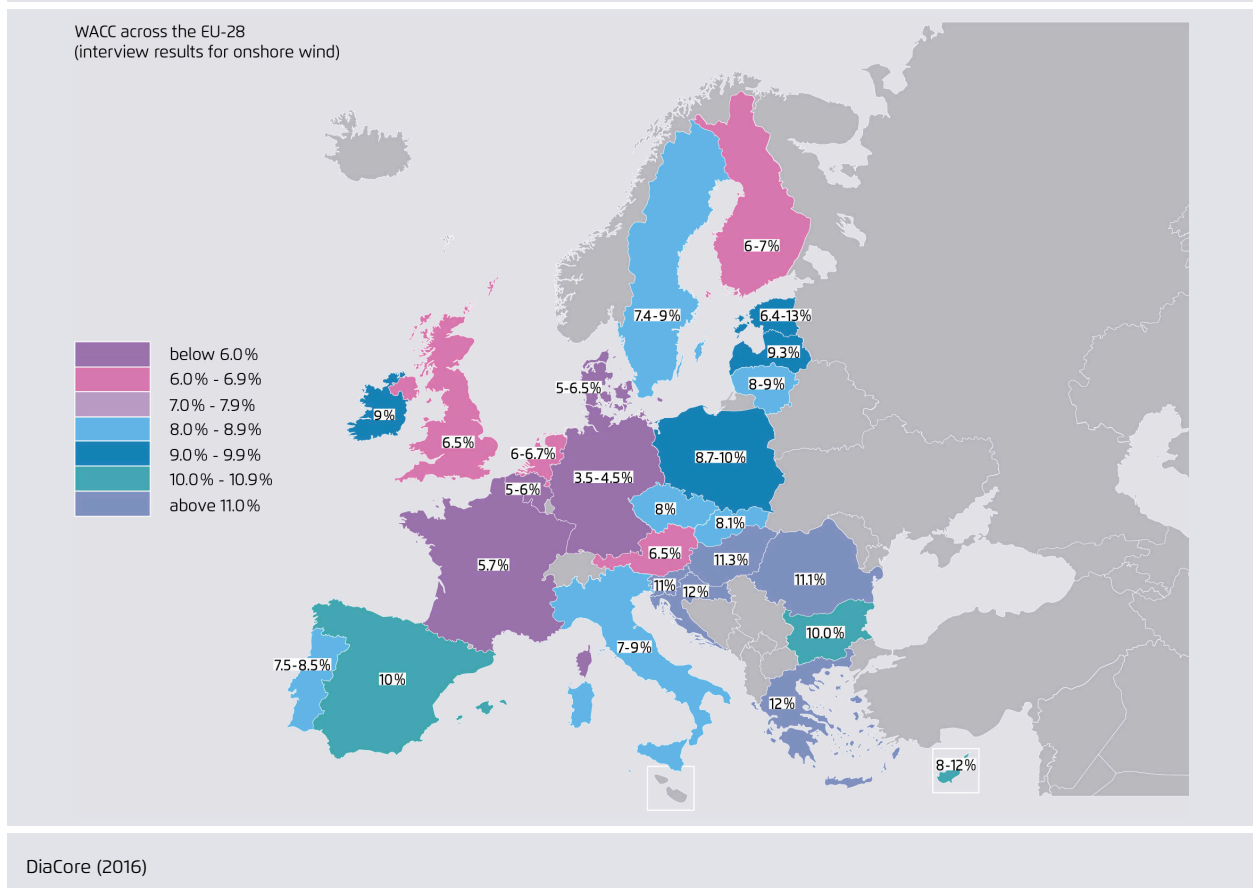 WACC across the EU-28
(interview results for onshore wind)
below 6.0%
6.0% - 6.9%
7.0% - 7.9%
8.0% - 8.9%
9.0% - 9.9%
10.0% - 10.9%
above 11.0%
6-7%
7.4-9%
6.4-13%
9.3%
8-9%
5-6.5%
9%
6.5%
6-6.7%
3.5-4.5%
8.7-10%
5-6%
8%
8.1%
6.5%
11.3%
5.7%
11%
12%
11.1%
10.0%
7-9%
7.5-8.5%
10%
12%
8-12%
DiaCore (2016)